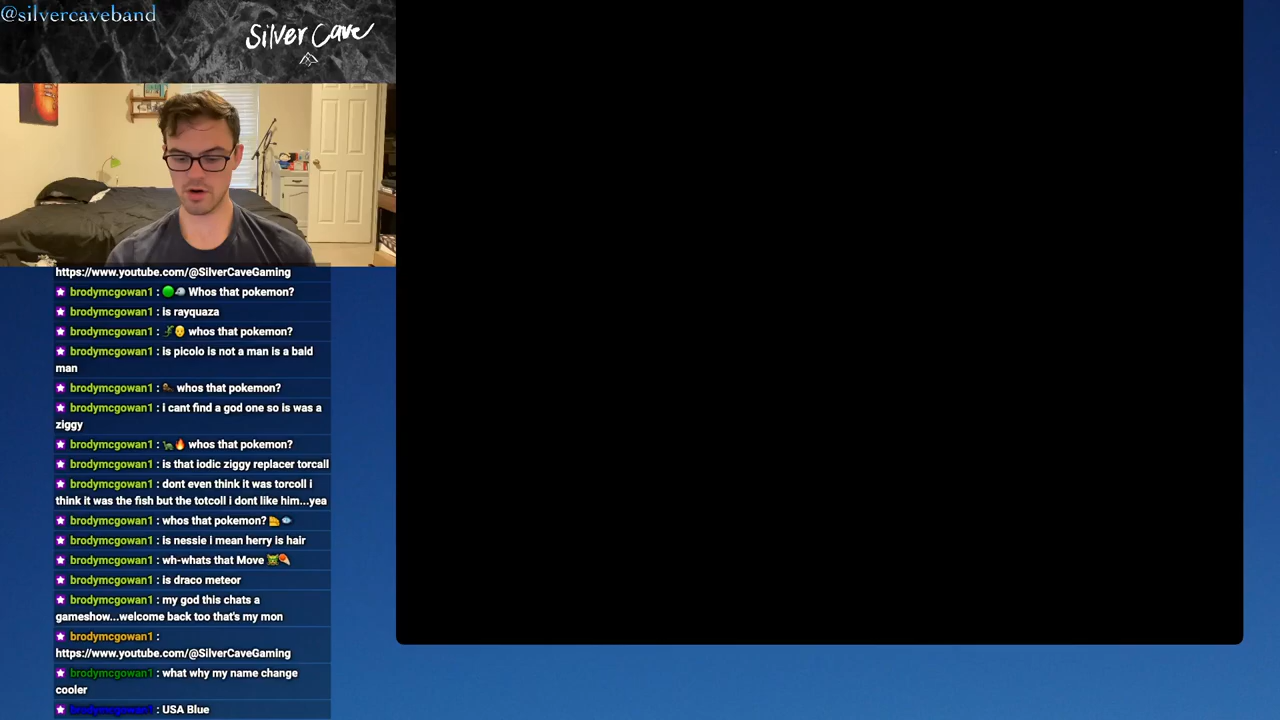 @silvercaveband
Silver Cave
https://www.youtube.com/@SilverCaveGaming
brodymcgowan1 : Whos that pokemon?
brodymcgowan1 : is rayquaza
brodymcgowan1 : whos that pokemon?
brodymcgowan1 : is picolo is not a man is a bald
man
brodymcgowan1 : whos that pokemon?
brodymcgowan1 : i cant find a god one so is was a
ziggy
brodymcgowan1 : whos that pokemon?
brodymcgowan1 : is that iodic ziggy replacer torcall
brodymcgowan1 : dont even think it was torcoll i
think it was the fish but the totcoll i dont like him...yea
brodymcgowan1 : whos that pokemon?
brodymcgowan1 : is nessie i mean herry is hair
brodymcgowan1 : wh-whats that Move
brodymcgowan1 : is draco meteor
brodymcgowan1 : my god this chats a
gameshow...welcome back too that's my mon
brodymcgowan1 :
https://www.youtube.com/@SilverCaveGaming
brodymcgowan1 : what why my name change
cooler
brodymcgowan1 : USA Blue